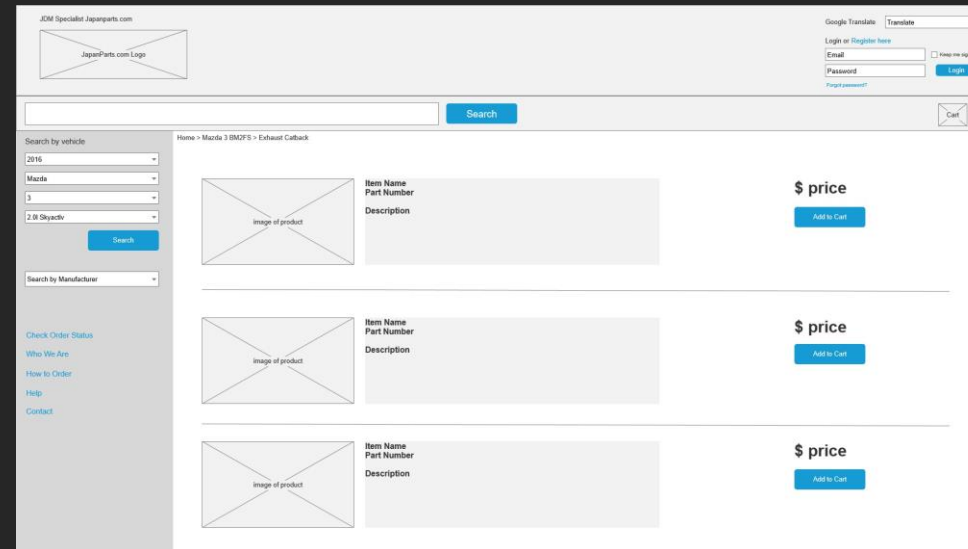 JDM Specialist Japanparts.com
JapanParts.com Logo
Google Translate Translate
Login or Register here
Email
Keep me sig
Password
Login
Forgot password?
Search
Cart
Search by vehicle
2016
Mazda
3
2.0l Skyactiv
Search
Search by Manufacturer
Check Order Status
Who We Are
How to Order
Help
Contact
Home > Mazda 3 BM2FS > Exhaust Catback
image of product
Item Name
Part Number
Description
$ price
Add to Cart
image of product
Item Name
Part Number
Description
$ price
Add to Cart
image of product
Item Name
Part Number
Description
$ price
Add to Cart